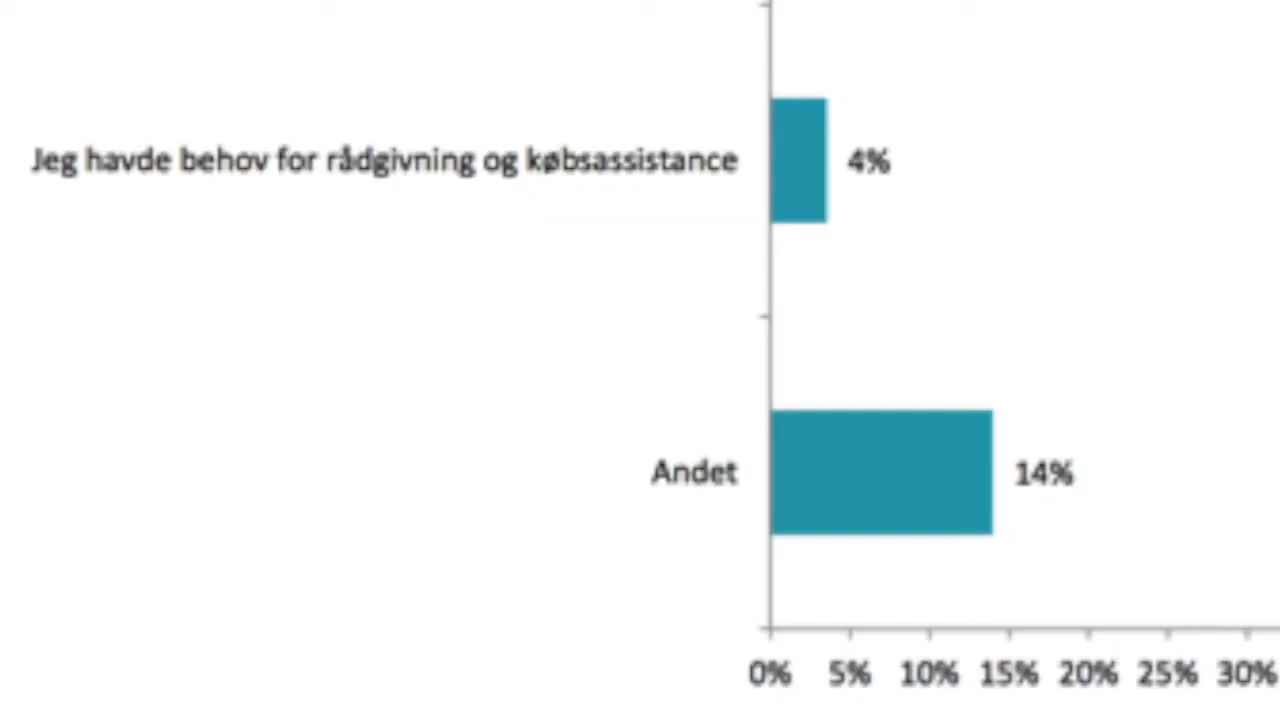 Jeg havde behov for rådgivning og købsassistance 4%
Andet 14%
0% 5% 10% 15% 20% 25% 30%